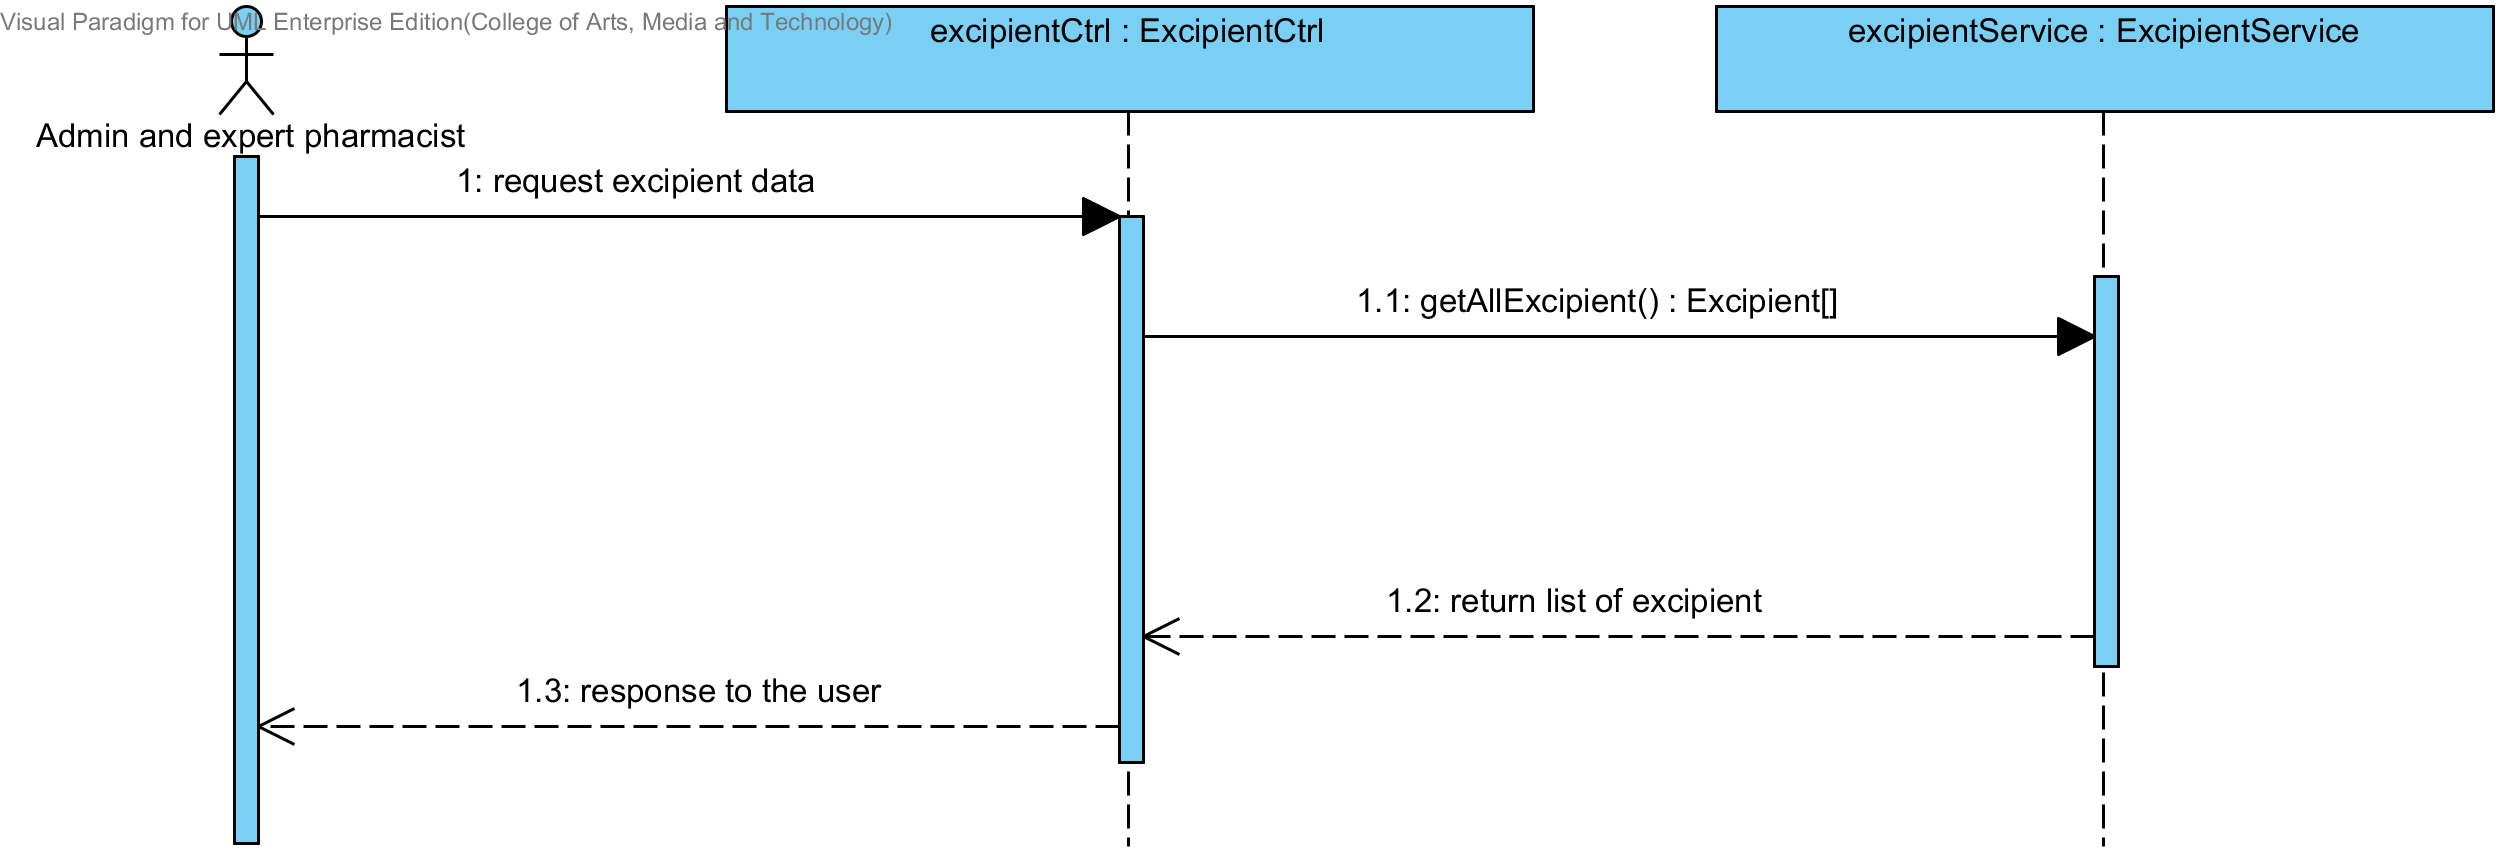 Visual Paradigm for UML Enterprise Edition(College of Arts, Media and Technology)
excipientCtrl : ExcipientCtrl
excipientService : ExcipientService
Admin and expert pharmacist
1: request excipient data
1.1: getAllExcipient() : Excipient[]
1.2: return list of excipient
1.3: response to the user